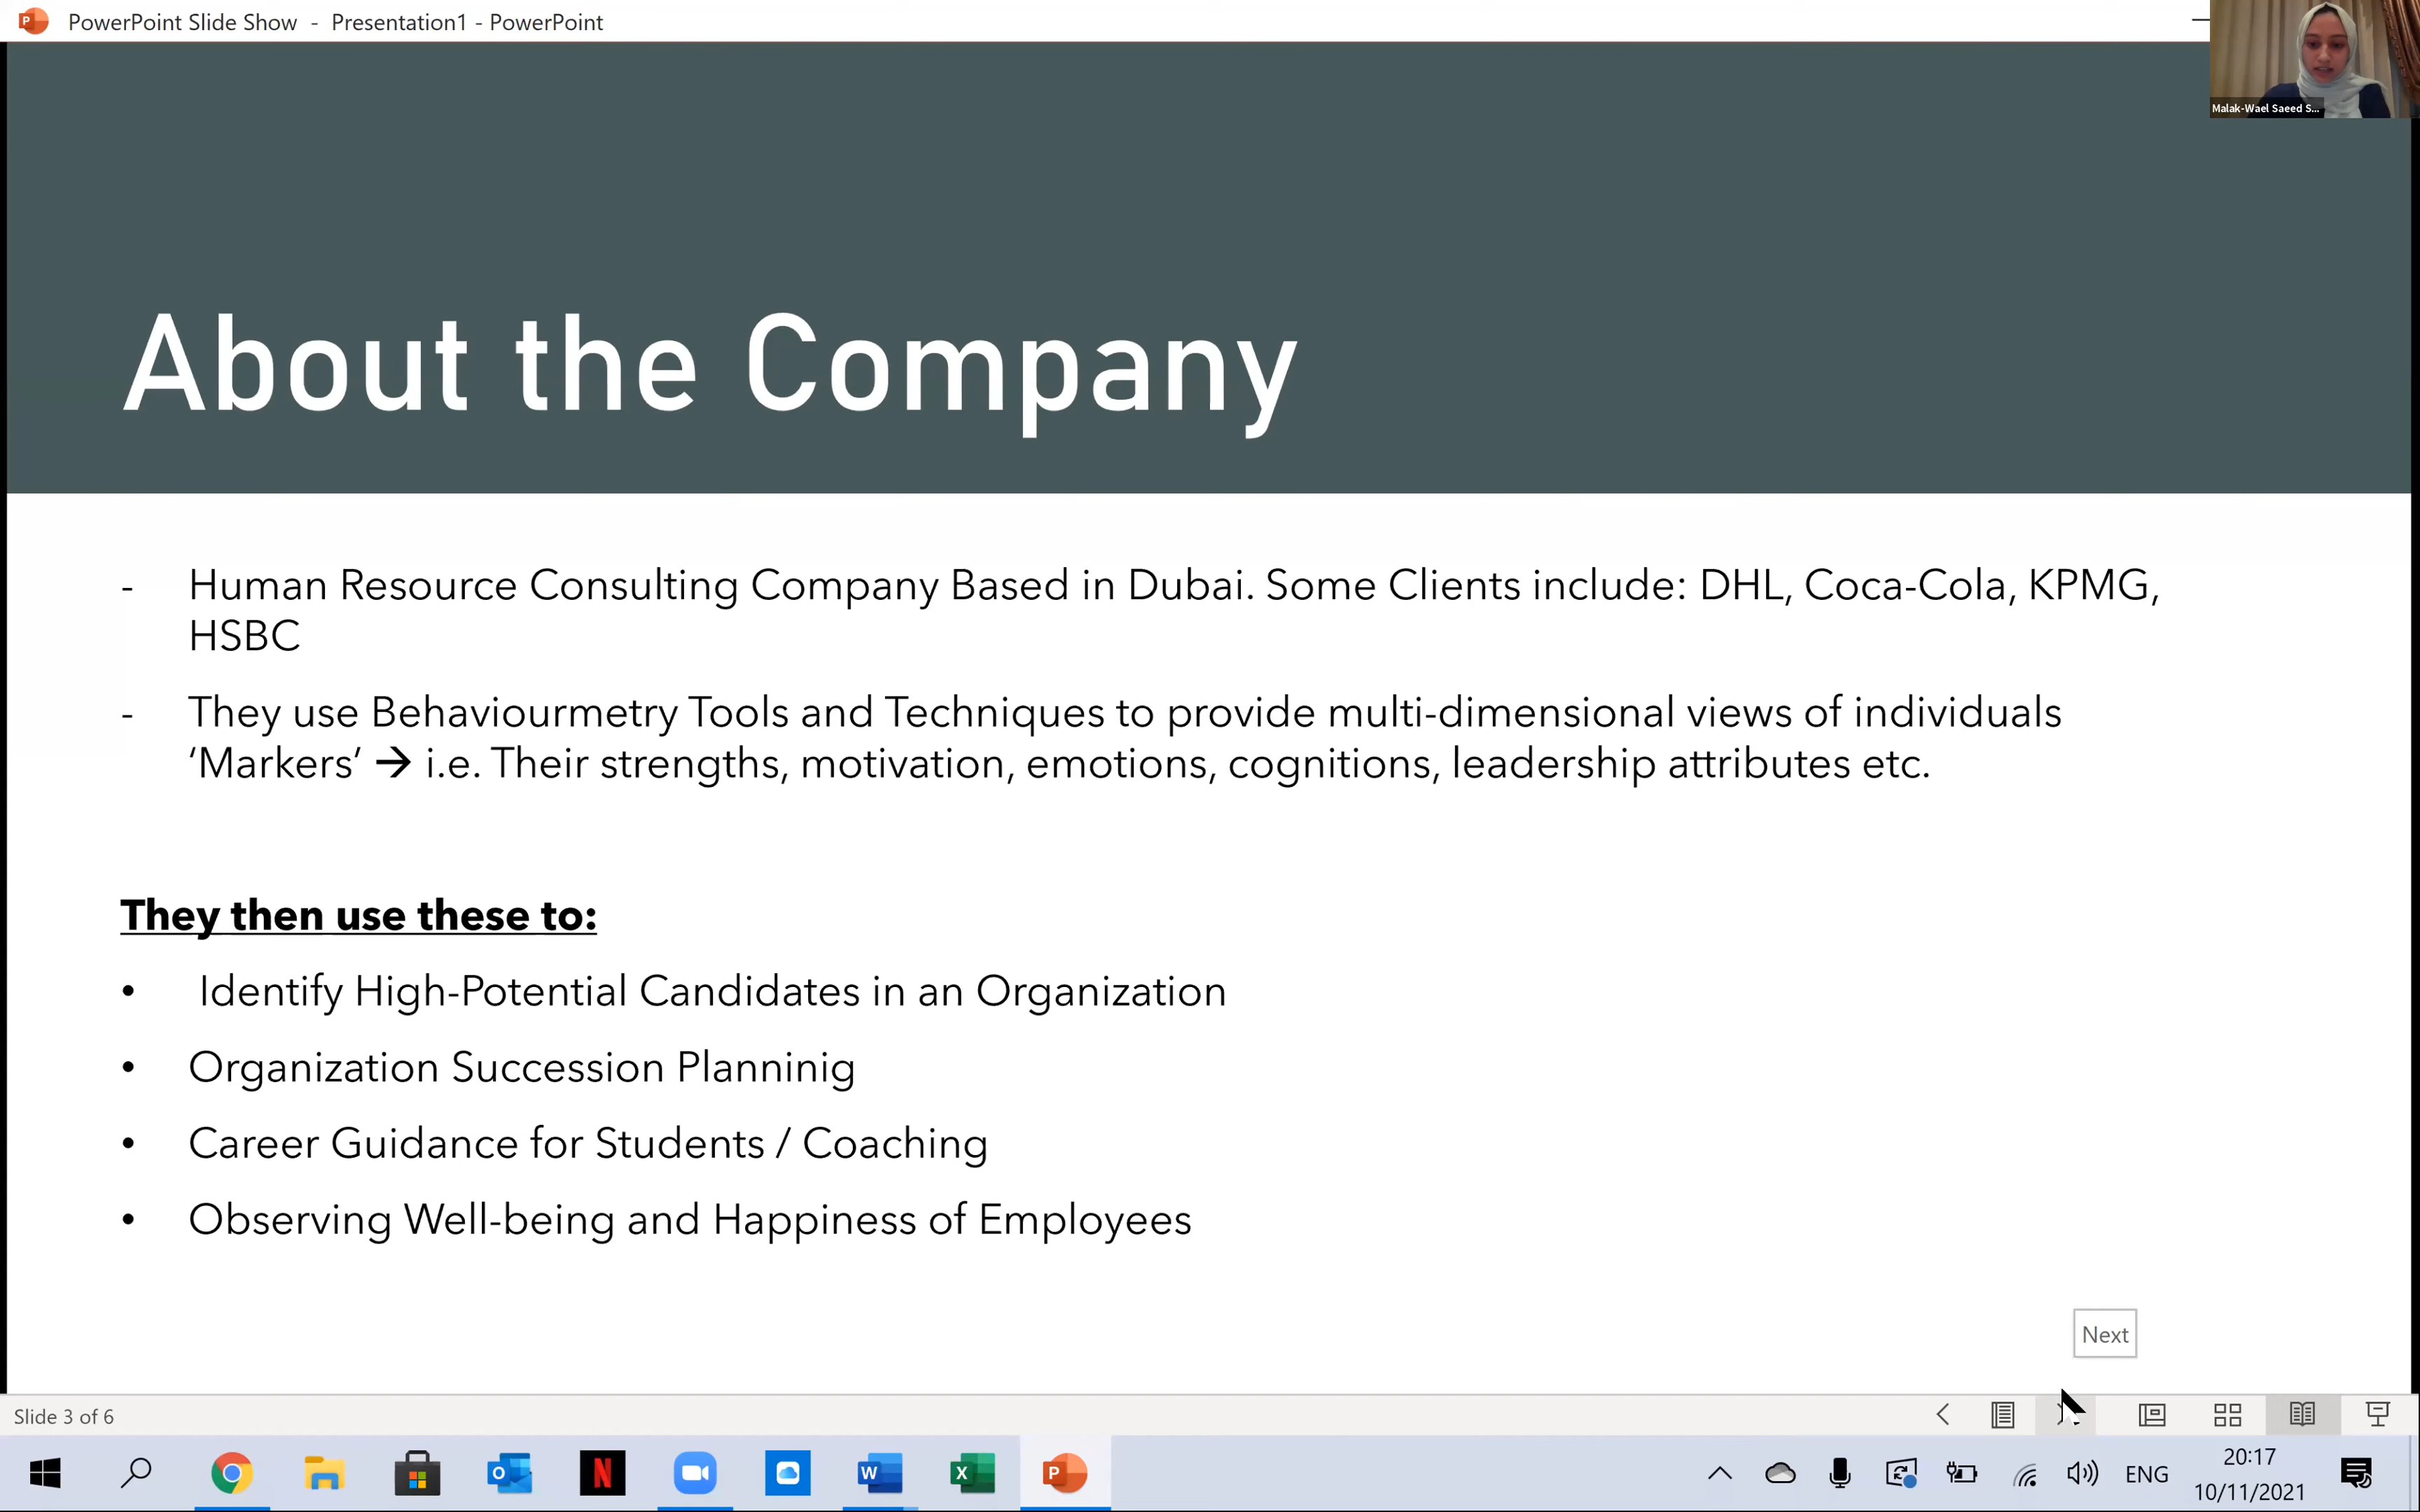 PowerPoint Slide Show - Presentation1 - PowerPoint
Malak-Wael Saeed S...
About the Company
- Human Resource Consulting Company Based in Dubai. Some Clients include: DHL, Coca-Cola, KPMG,
HSBC
- They use Behaviourmetry Tools and Techniques to provide multi-dimensional views of individuals
‘Markers’ → i.e. Their strengths, motivation, emotions, cognitions, leadership attributes etc.
They then use these to:
• Identify High-Potential Candidates in an Organization
• Organization Succession Planninig
• Career Guidance for Students / Coaching
• Observing Well-being and Happiness of Employees
Next
Slide 3 of 6
ENG
20:17
10/11/2021